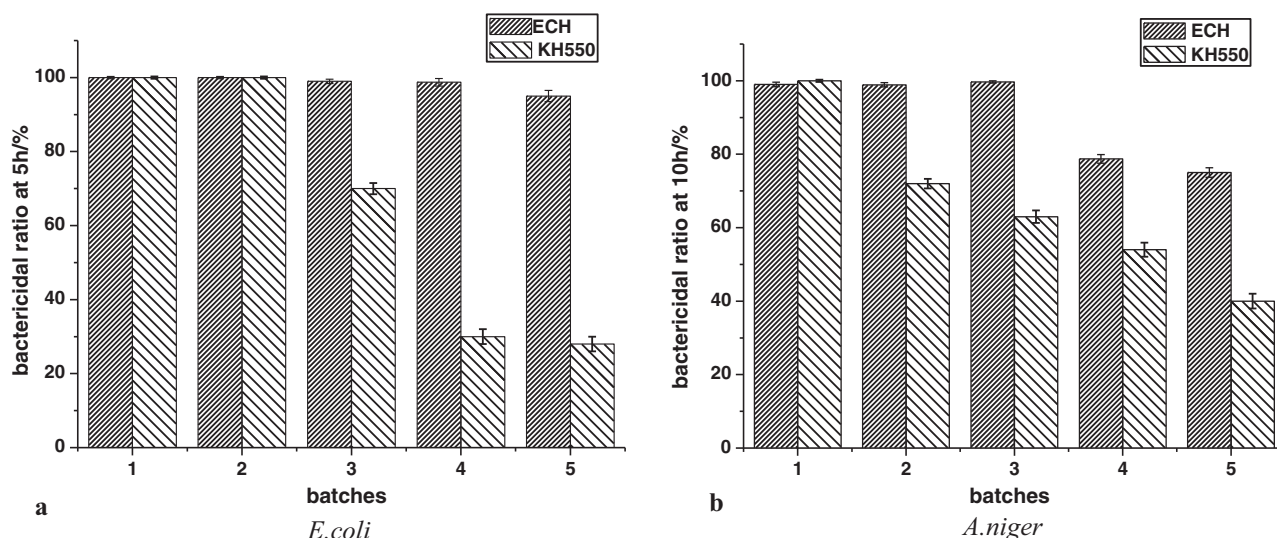 ECH
KH550
bactericidal ratio at 5h/%
100
80
60
40
20
0
1 2 3 4 5
batches
a
E.coli
ECH
KH550
bactericidal ratio at 10h/%
100
80
60
40
20
0
1 2 3 4 5
batches
b
A.niger